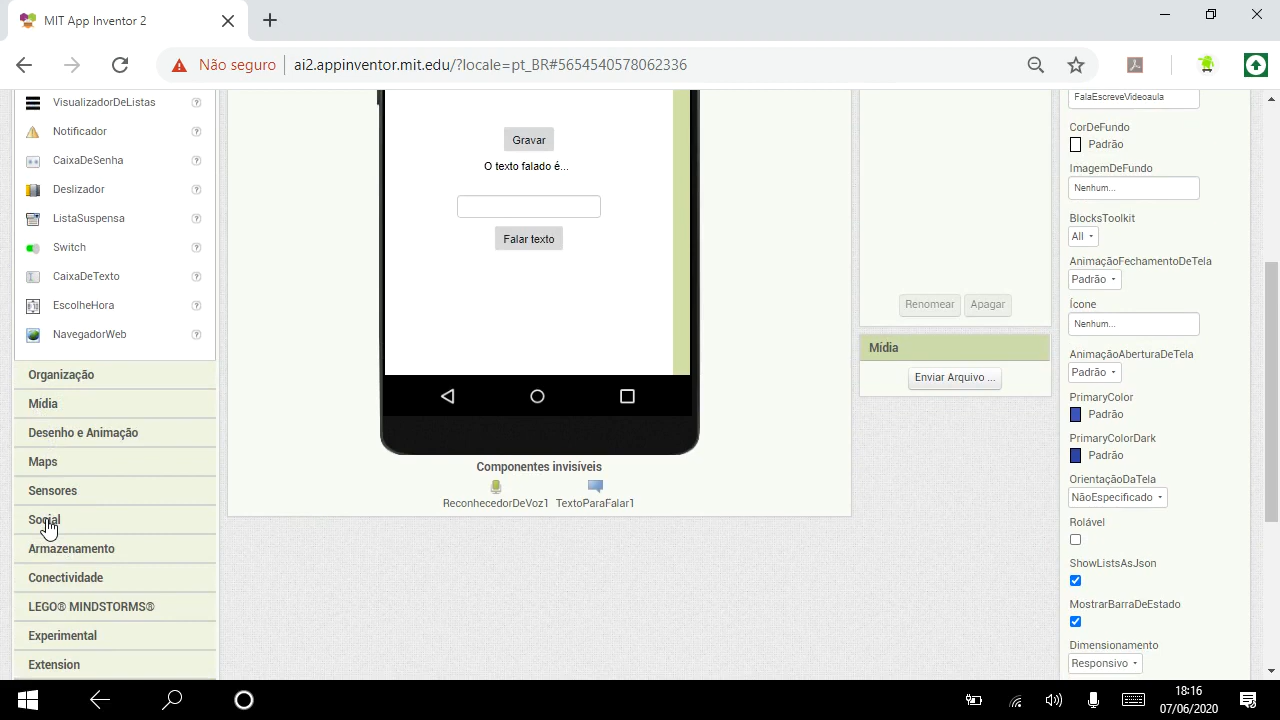 MIT App Inventor 2
Não seguro
ai2.appinventor.mit.edu/?locale=pt_BR#5654540578062336
VisualizadorDeListas
Notificador
CaixaDeSenha
Deslizador
ListaSuspensa
Switch
CaixaDeTexto
EscolheHora
NavegadorWeb
Organização
Mídia
Desenho e Animação
Maps
Sensores
Social
Armazenamento
Conectividade
LEGO® MINDSTORMS®
Experimental
Extension
Gravar
O texto falado é...
Falar texto
Componentes invisíveis
ReconhecedorDeVoz1 TextoParaFalar1
Renomear Apagar
Mídia
Enviar Arquivo ...
FalaEscreveVideoaula
CorDeFundo
Padrão
ImagemDeFundo
Nenhum...
BlocksToolkit
All
AnimaçãoFechamentoDeTela
Padrão
Ícone
Nenhum...
AnimaçãoAberturaDeTela
Padrão
PrimaryColor
Padrão
PrimaryColorDark
Padrão
OrientaçãoDaTela
NãoEspecificado
Rolável
ShowListsAsJson
MostrarBarraDeEstado
Dimensionamento
Responsivo
18:16
07/06/2020